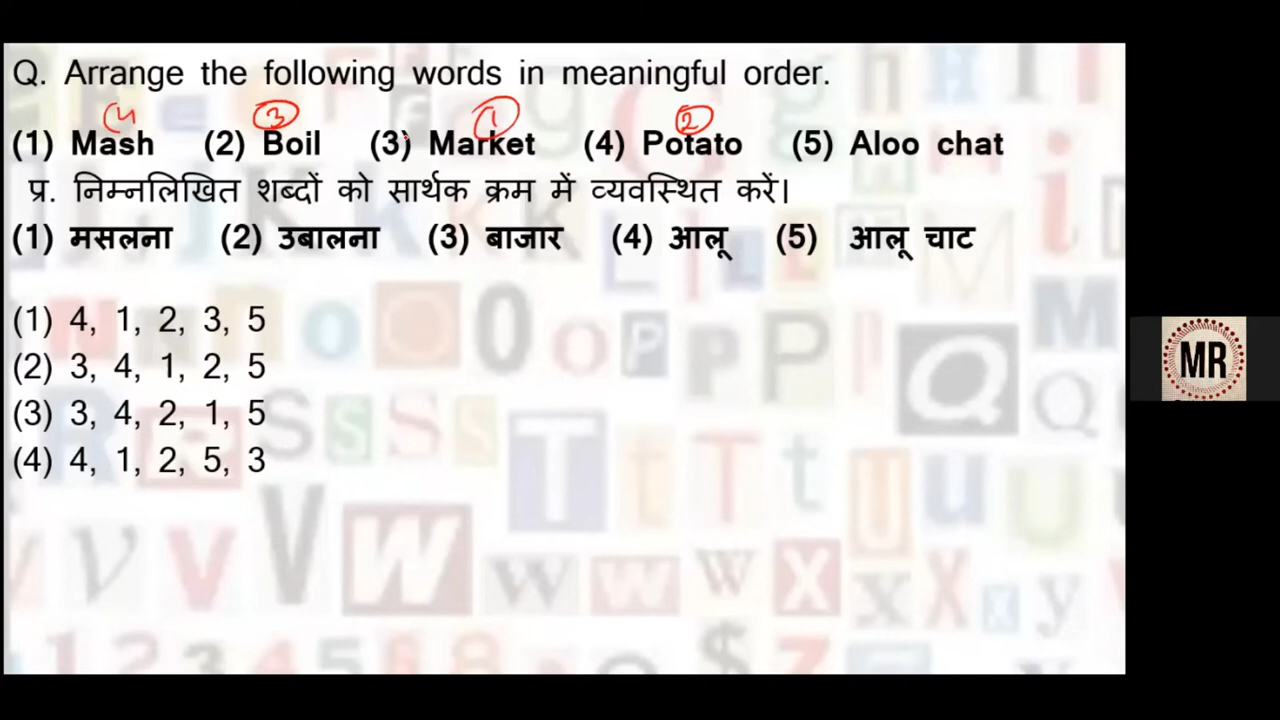 Q. Arrange the following words in meaningful order.
4 3 1 2
(1) Mash (2) Boil (3) Market (4) Potato (5) Aloo chat
प्र. निम्नलिखित शब्दों को सार्थक क्रम में व्यवस्थित करें।
(1) मसलना (2) उबालना (3) बाजार (4) आलू (5) आलू चाट
(1) 4, 1, 2, 3, 5
(2) 3, 4, 1, 2, 5
(3) 3, 4, 2, 1, 5
(4) 4, 1, 2, 5, 3
MR